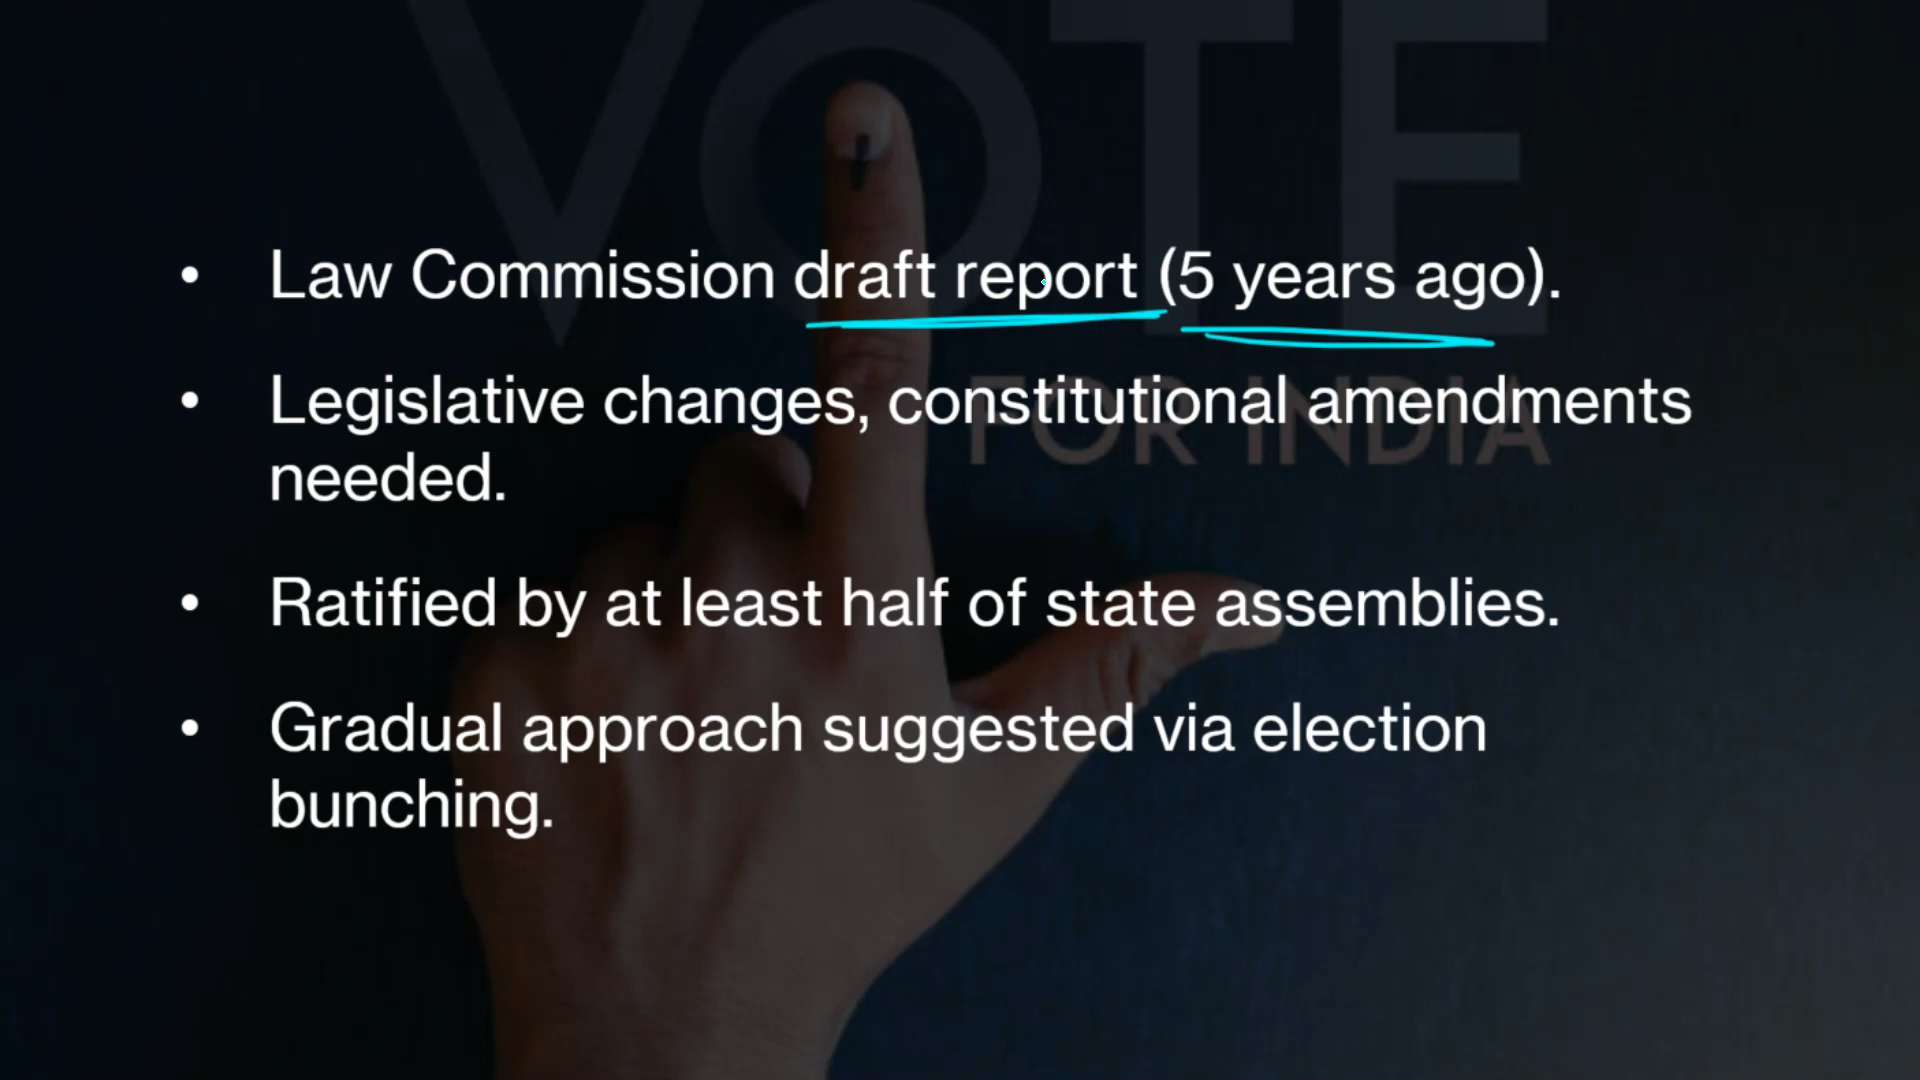 VOTE
FOR INDIA
• Law Commission draft report (5 years ago).
• Legislative changes, constitutional amendments
needed.
• Ratified by at least half of state assemblies.
• Gradual approach suggested via election
bunching.